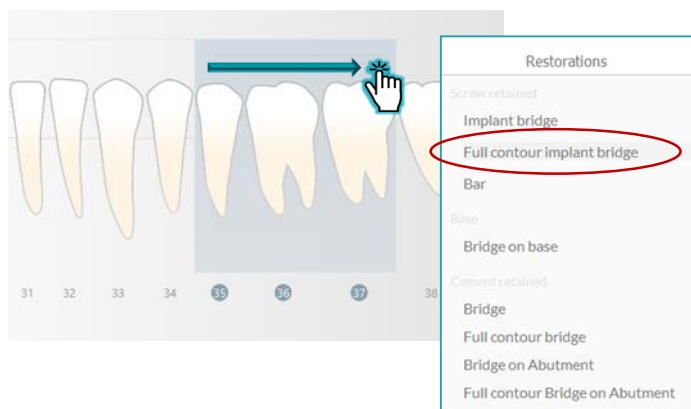 31 32 33 34 35 36 37 38
Restorations
Screw retained
Implant bridge
Full contour implant bridge
Bar
Base
Bridge on base
Cement retained
Bridge
Full contour bridge
Bridge on Abutment
Full contour Bridge on Abutment